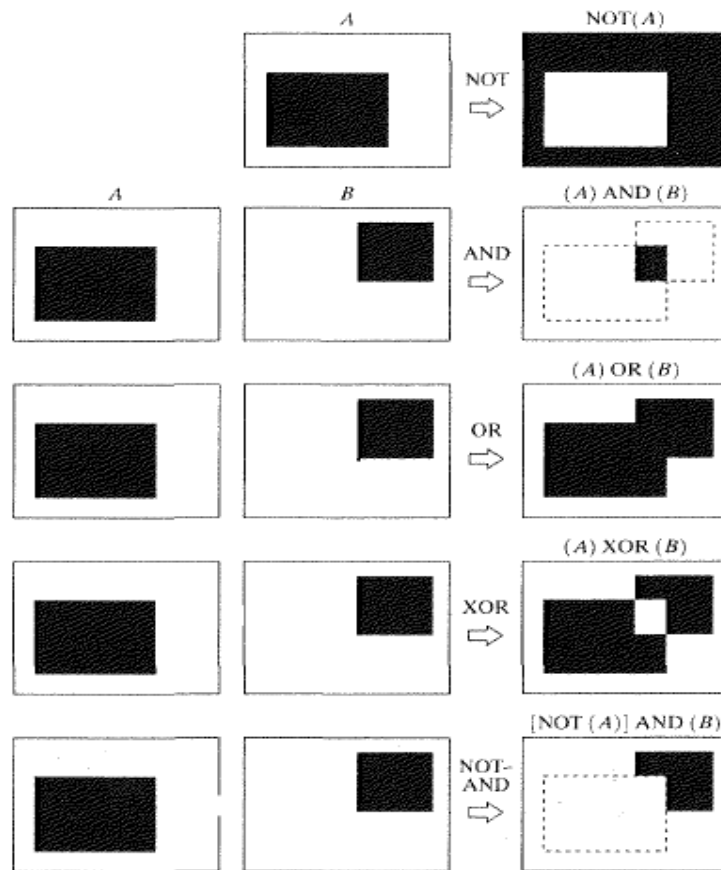 A
NOT(A)
NOT
A
B
(A) AND (B)
AND
(A) OR (B)
OR
(A) XOR (B)
XOR
[NOT (A)] AND (B)
NOT-
AND